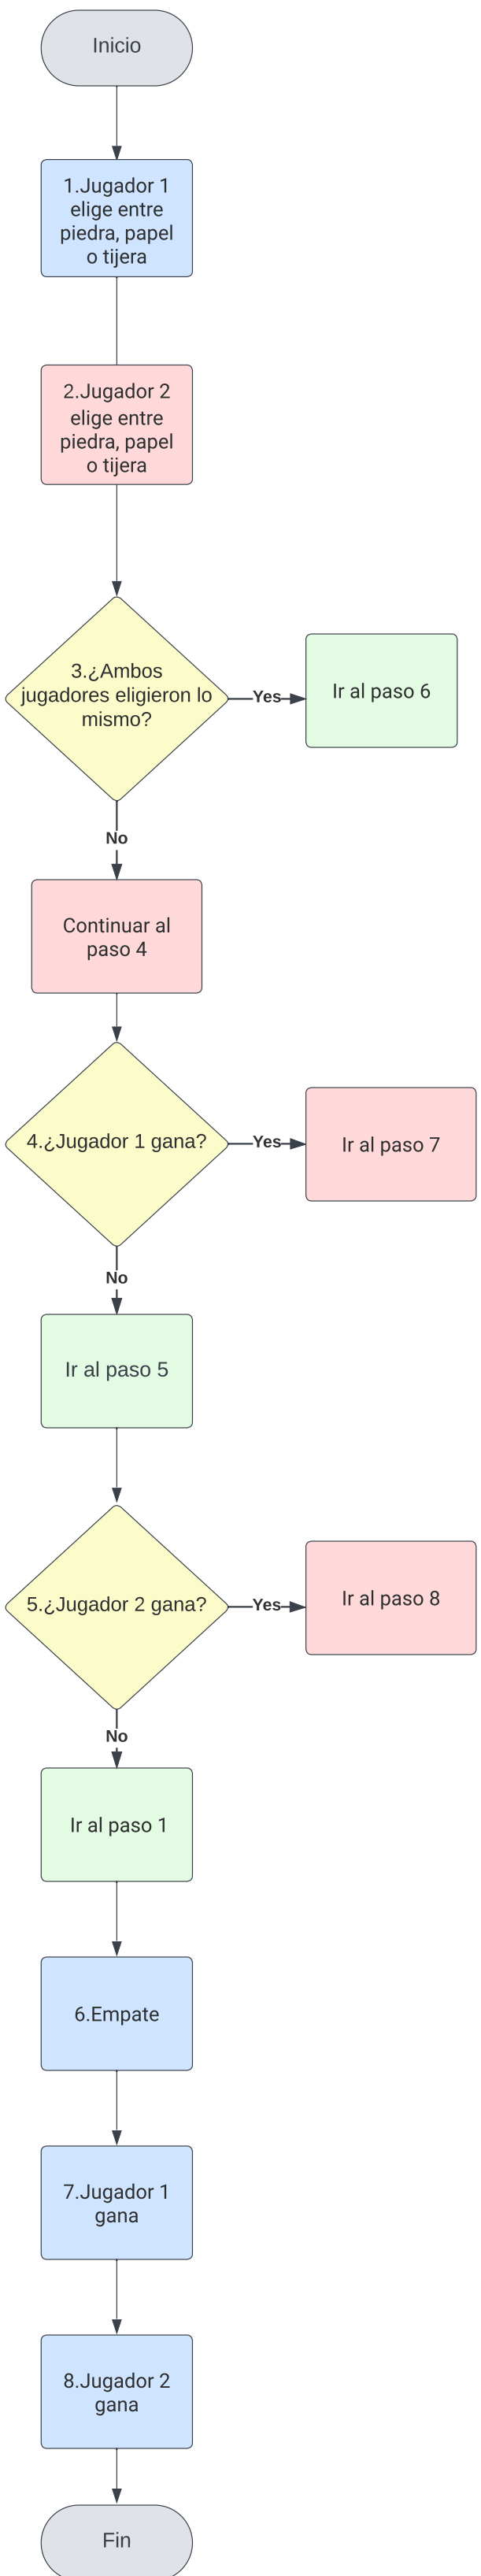 Inicio
1.Jugador 1
elige entre
piedra, papel
o tijera
2.Jugador 2
elige entre
piedra, papel
o tijera
3.¿Ambos
jugadores eligieron lo
mismo?
Yes
Ir al paso 6
No
Continuar al
paso 4
4.¿Jugador 1 gana?
Yes
Ir al paso 7
No
Ir al paso 5
5.¿Jugador 2 gana?
Yes
Ir al paso 8
No
Ir al paso 1
6.Empate
7.Jugador 1
gana
8.Jugador 2
gana
Fin